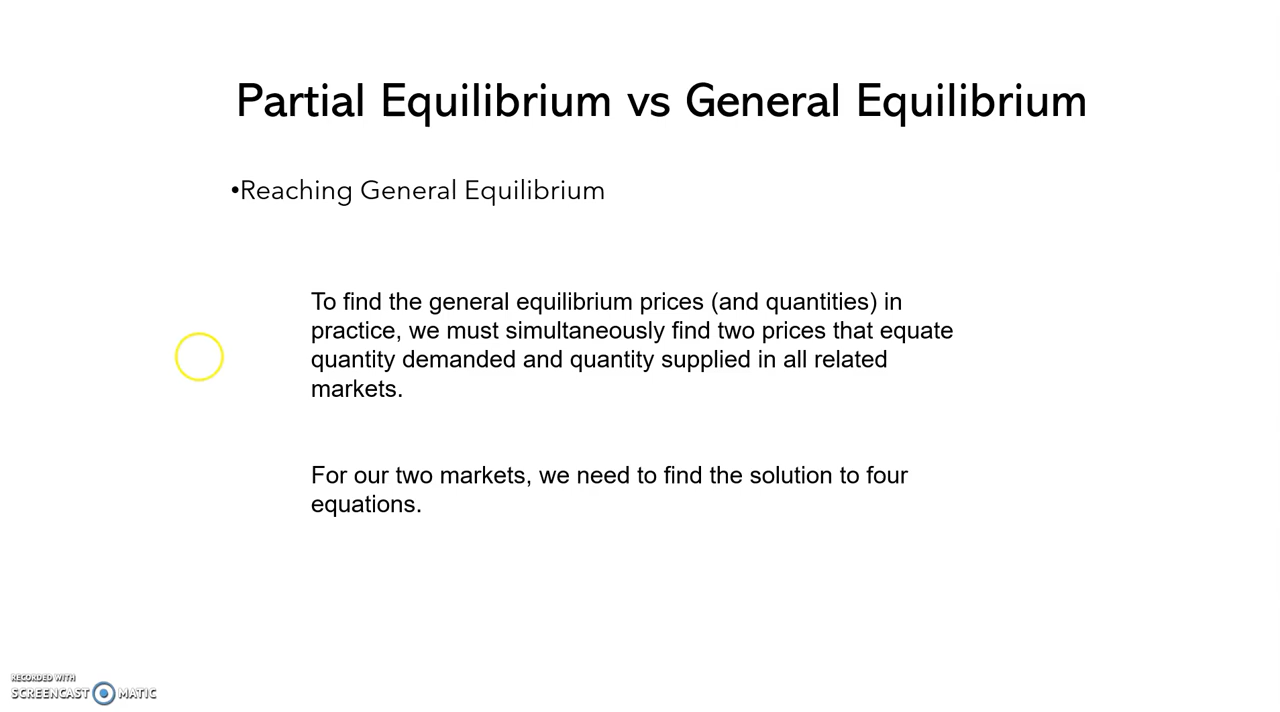 Partial Equilibrium vs General Equilibrium
•Reaching General Equilibrium
To find the general equilibrium prices (and quantities) in
practice, we must simultaneously find two prices that equate
quantity demanded and quantity supplied in all related
markets.
For our two markets, we need to find the solution to four
equations.
RECORDED WITH
SCREENCAST MATIC